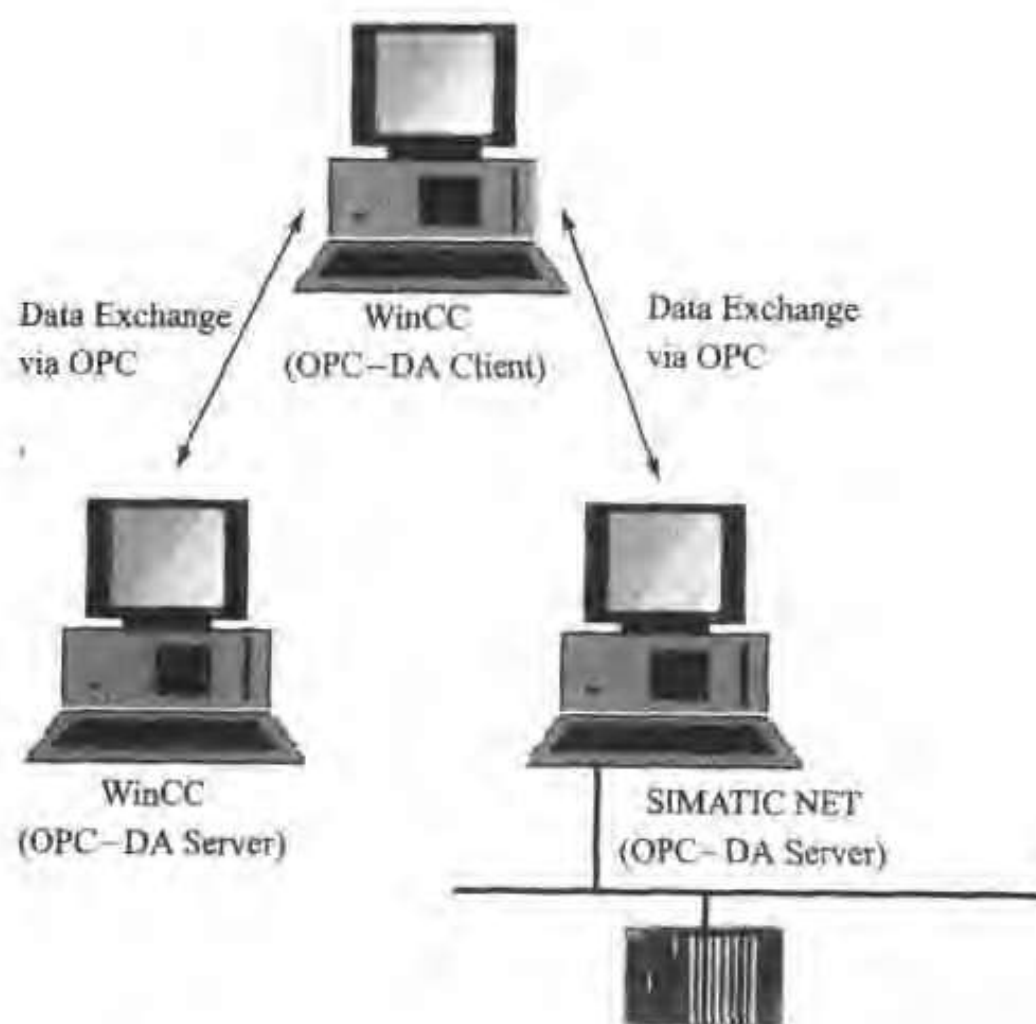 Data Exchange
via OPC
WinCC
(OPC-DA Client)
Data Exchange
via OPC
WinCC
(OPC-DA Server)
SIMATIC NET
(OPC-DA Server)